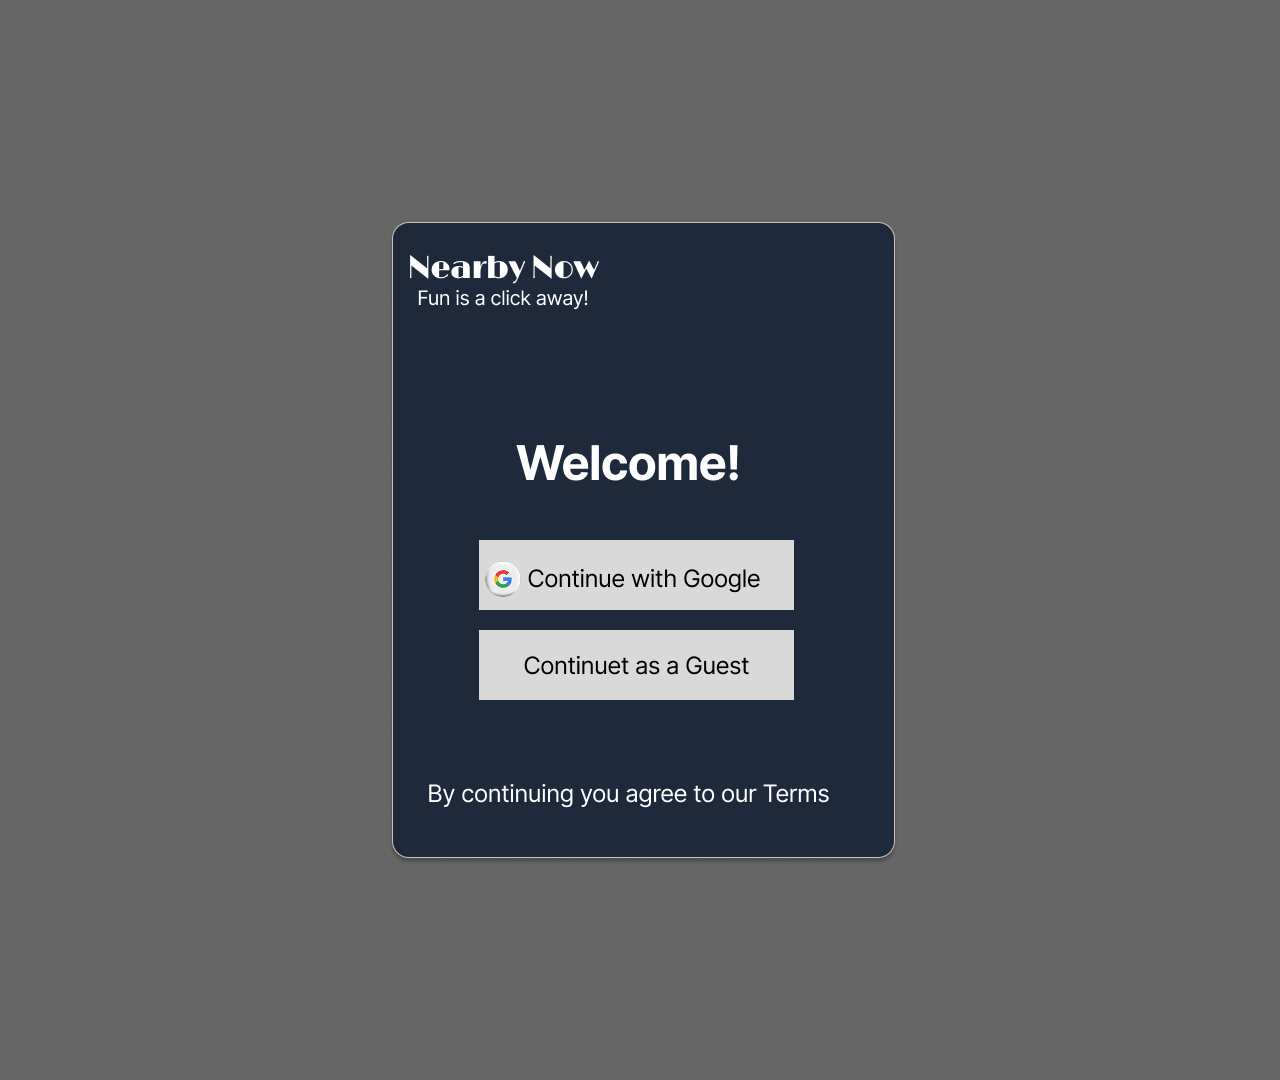 Nearby Now
Fun is a click away!
Welcome!
Continue with Google
Continuet as a Guest
By continuing you agree to our Terms